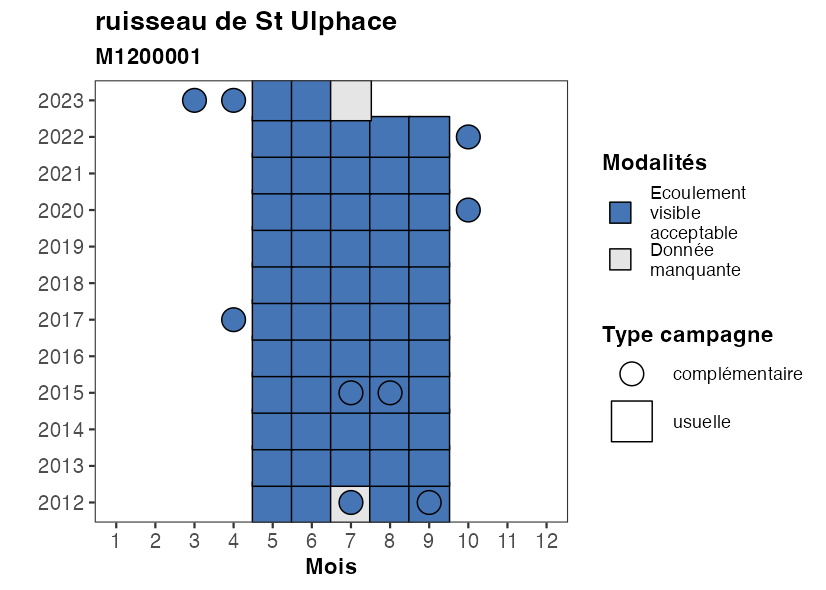 ruisseau de St Ulphace
M1200001
2023
2022
2021
2020
2019
2018
2017
2016
2015
2014
2013
2012
1 2 3 4 5 6 7 8 9 10 11 12
Mois
Modalités
Ecoulement
visible
acceptable
Donnée
manquante
Type campagne
complémentaire
usuelle